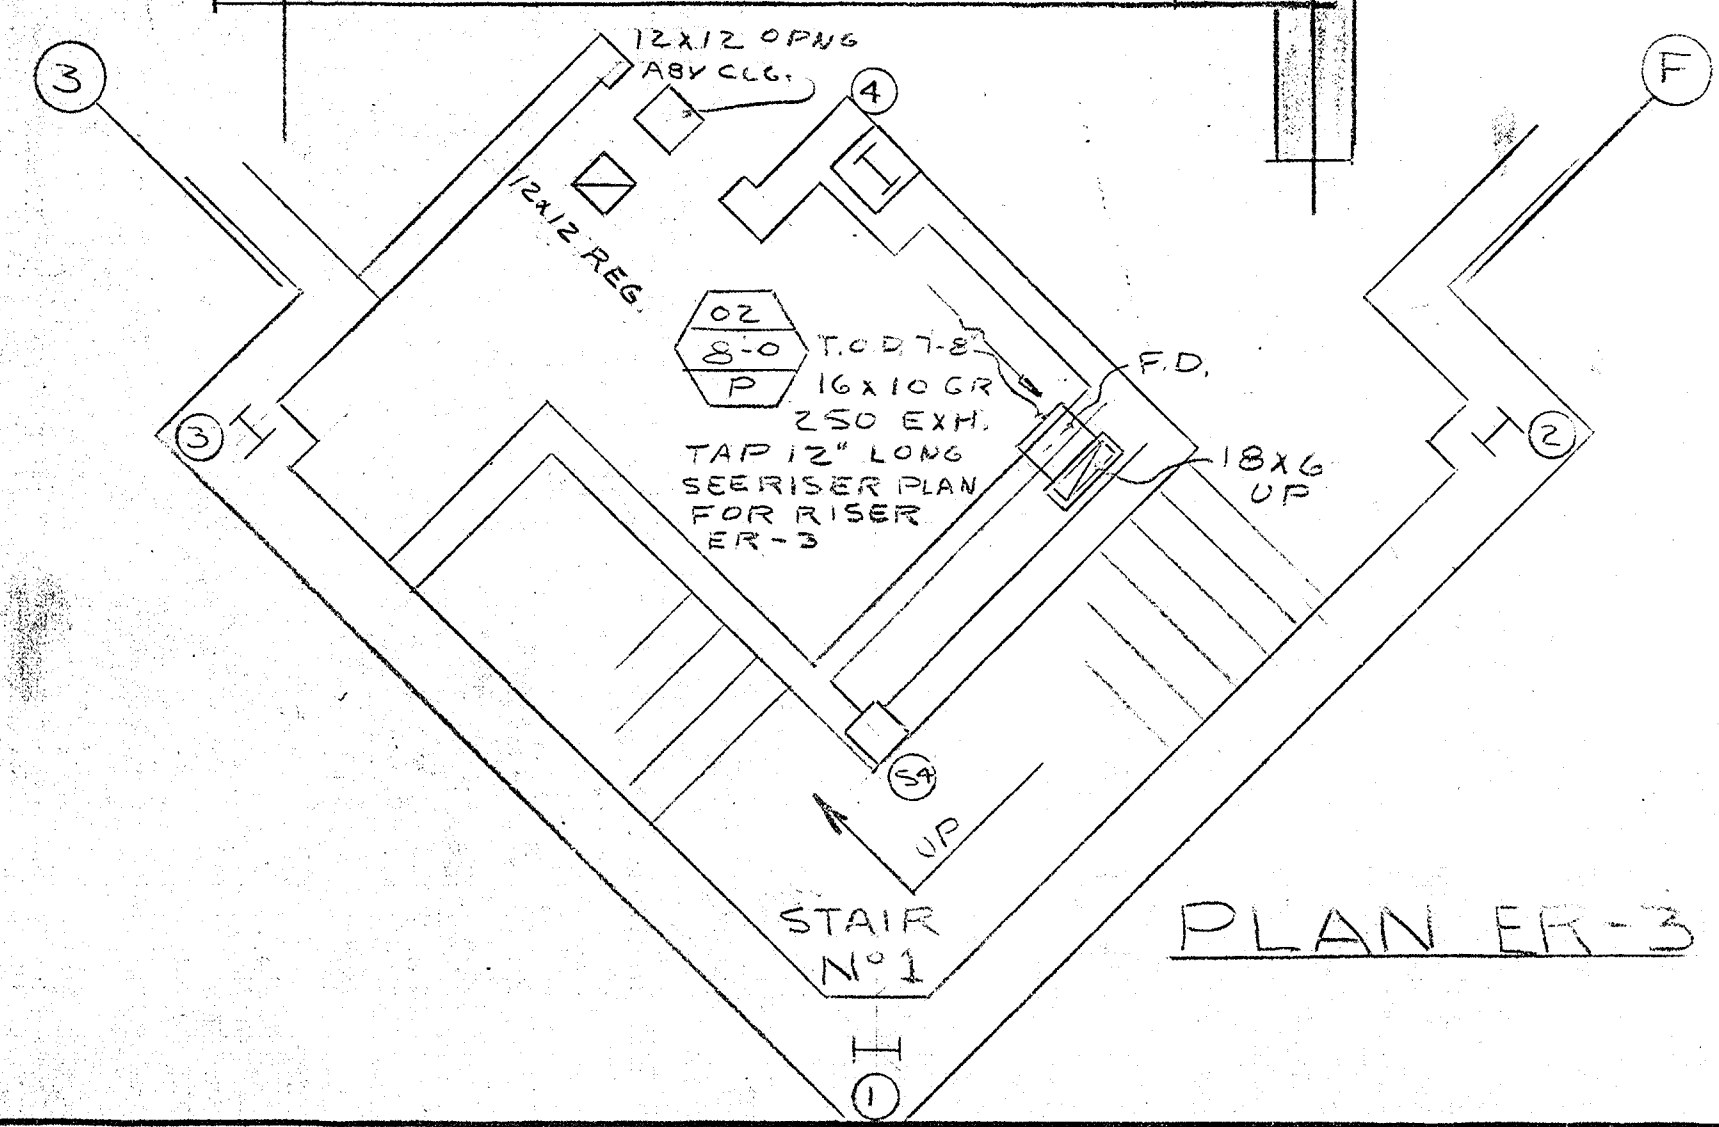 3
12X12 OPNG
ABV CLG.
4
F
12X12 REG.
02
8-0
P
T.O.D. 7-8"
16X10 GR
250 EXH.
TAP 12" LONG
SEE RISER PLAN
FOR RISER
ER-3
F.D.
18X6
UP
3
2
S4
UP
STAIR
Nº 1
PLAN ER-3
1